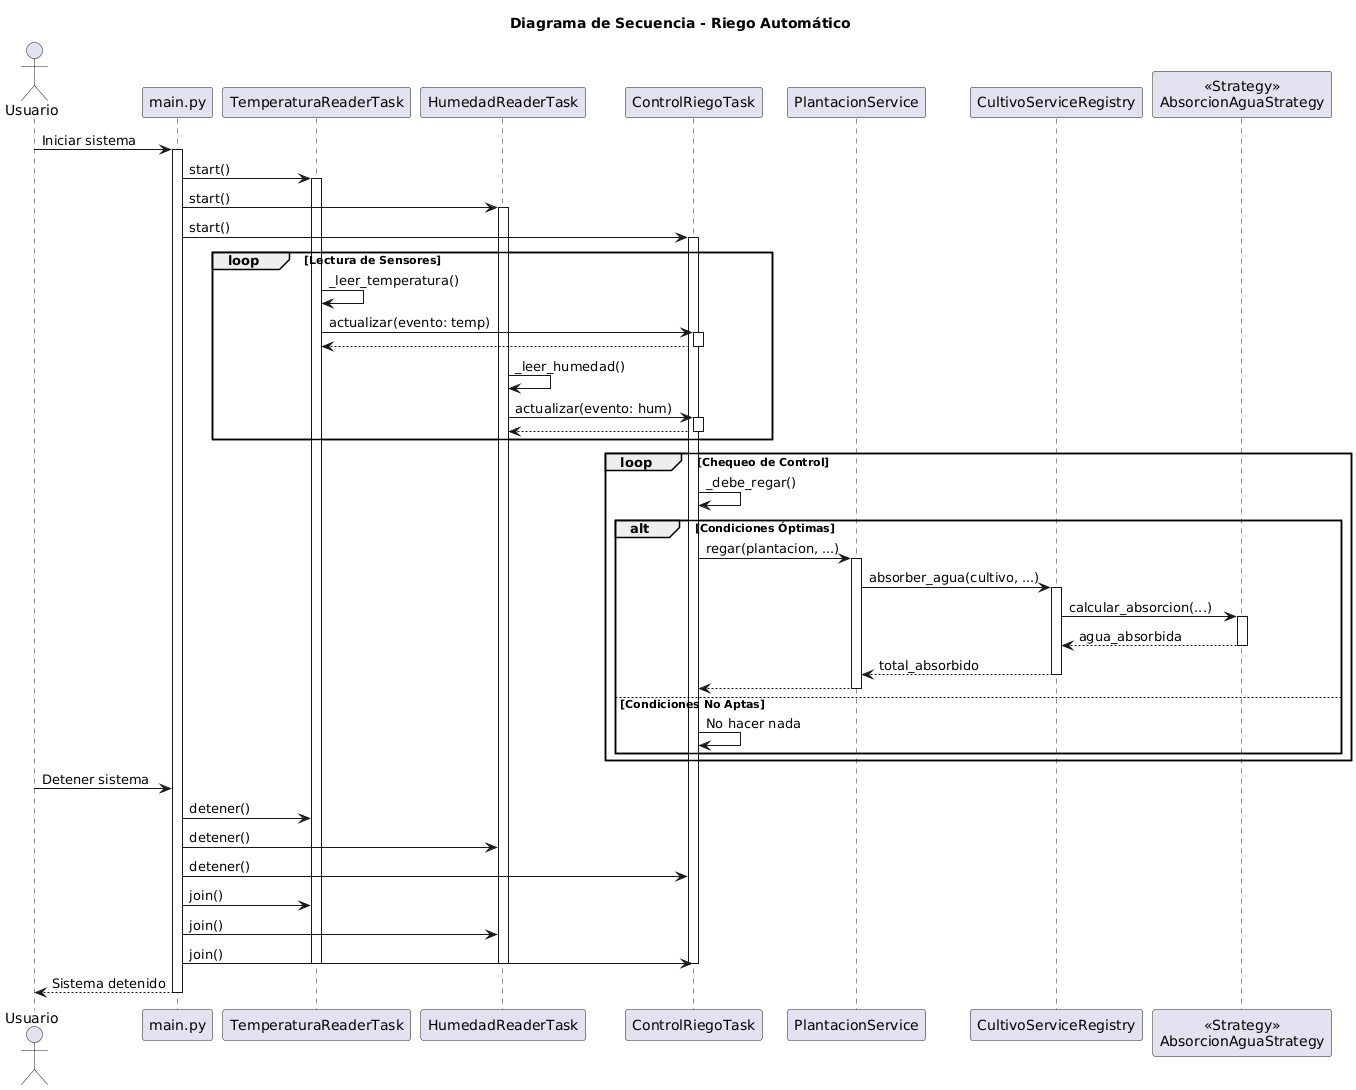 Diagrama de Secuencia - Riego Automático
Usuario
main.py
TemperaturaReaderTask
HumedadReaderTask
ControlRiegoTask
PlantacionService
CultivoServiceRegistry
«Strategy»
AbsorcionAguaStrategy
Iniciar sistema
start()
start()
start()
loop [Lectura de Sensores]
_leer_temperatura()
actualizar(evento: temp)
_leer_humedad()
actualizar(evento: hum)
loop [Chequeo de Control]
_debe_regar()
alt [Condiciones Óptimas]
regar(plantacion, ...)
absorber_agua(cultivo, ...)
calcular_absorcion(...)
agua_absorbida
total_absorbido
[Condiciones No Aptas]
No hacer nada
Detener sistema
detener()
detener()
detener()
join()
join()
join()
Sistema detenido
Usuario
main.py
TemperaturaReaderTask
HumedadReaderTask
ControlRiegoTask
PlantacionService
CultivoServiceRegistry
«Strategy»
AbsorcionAguaStrategy